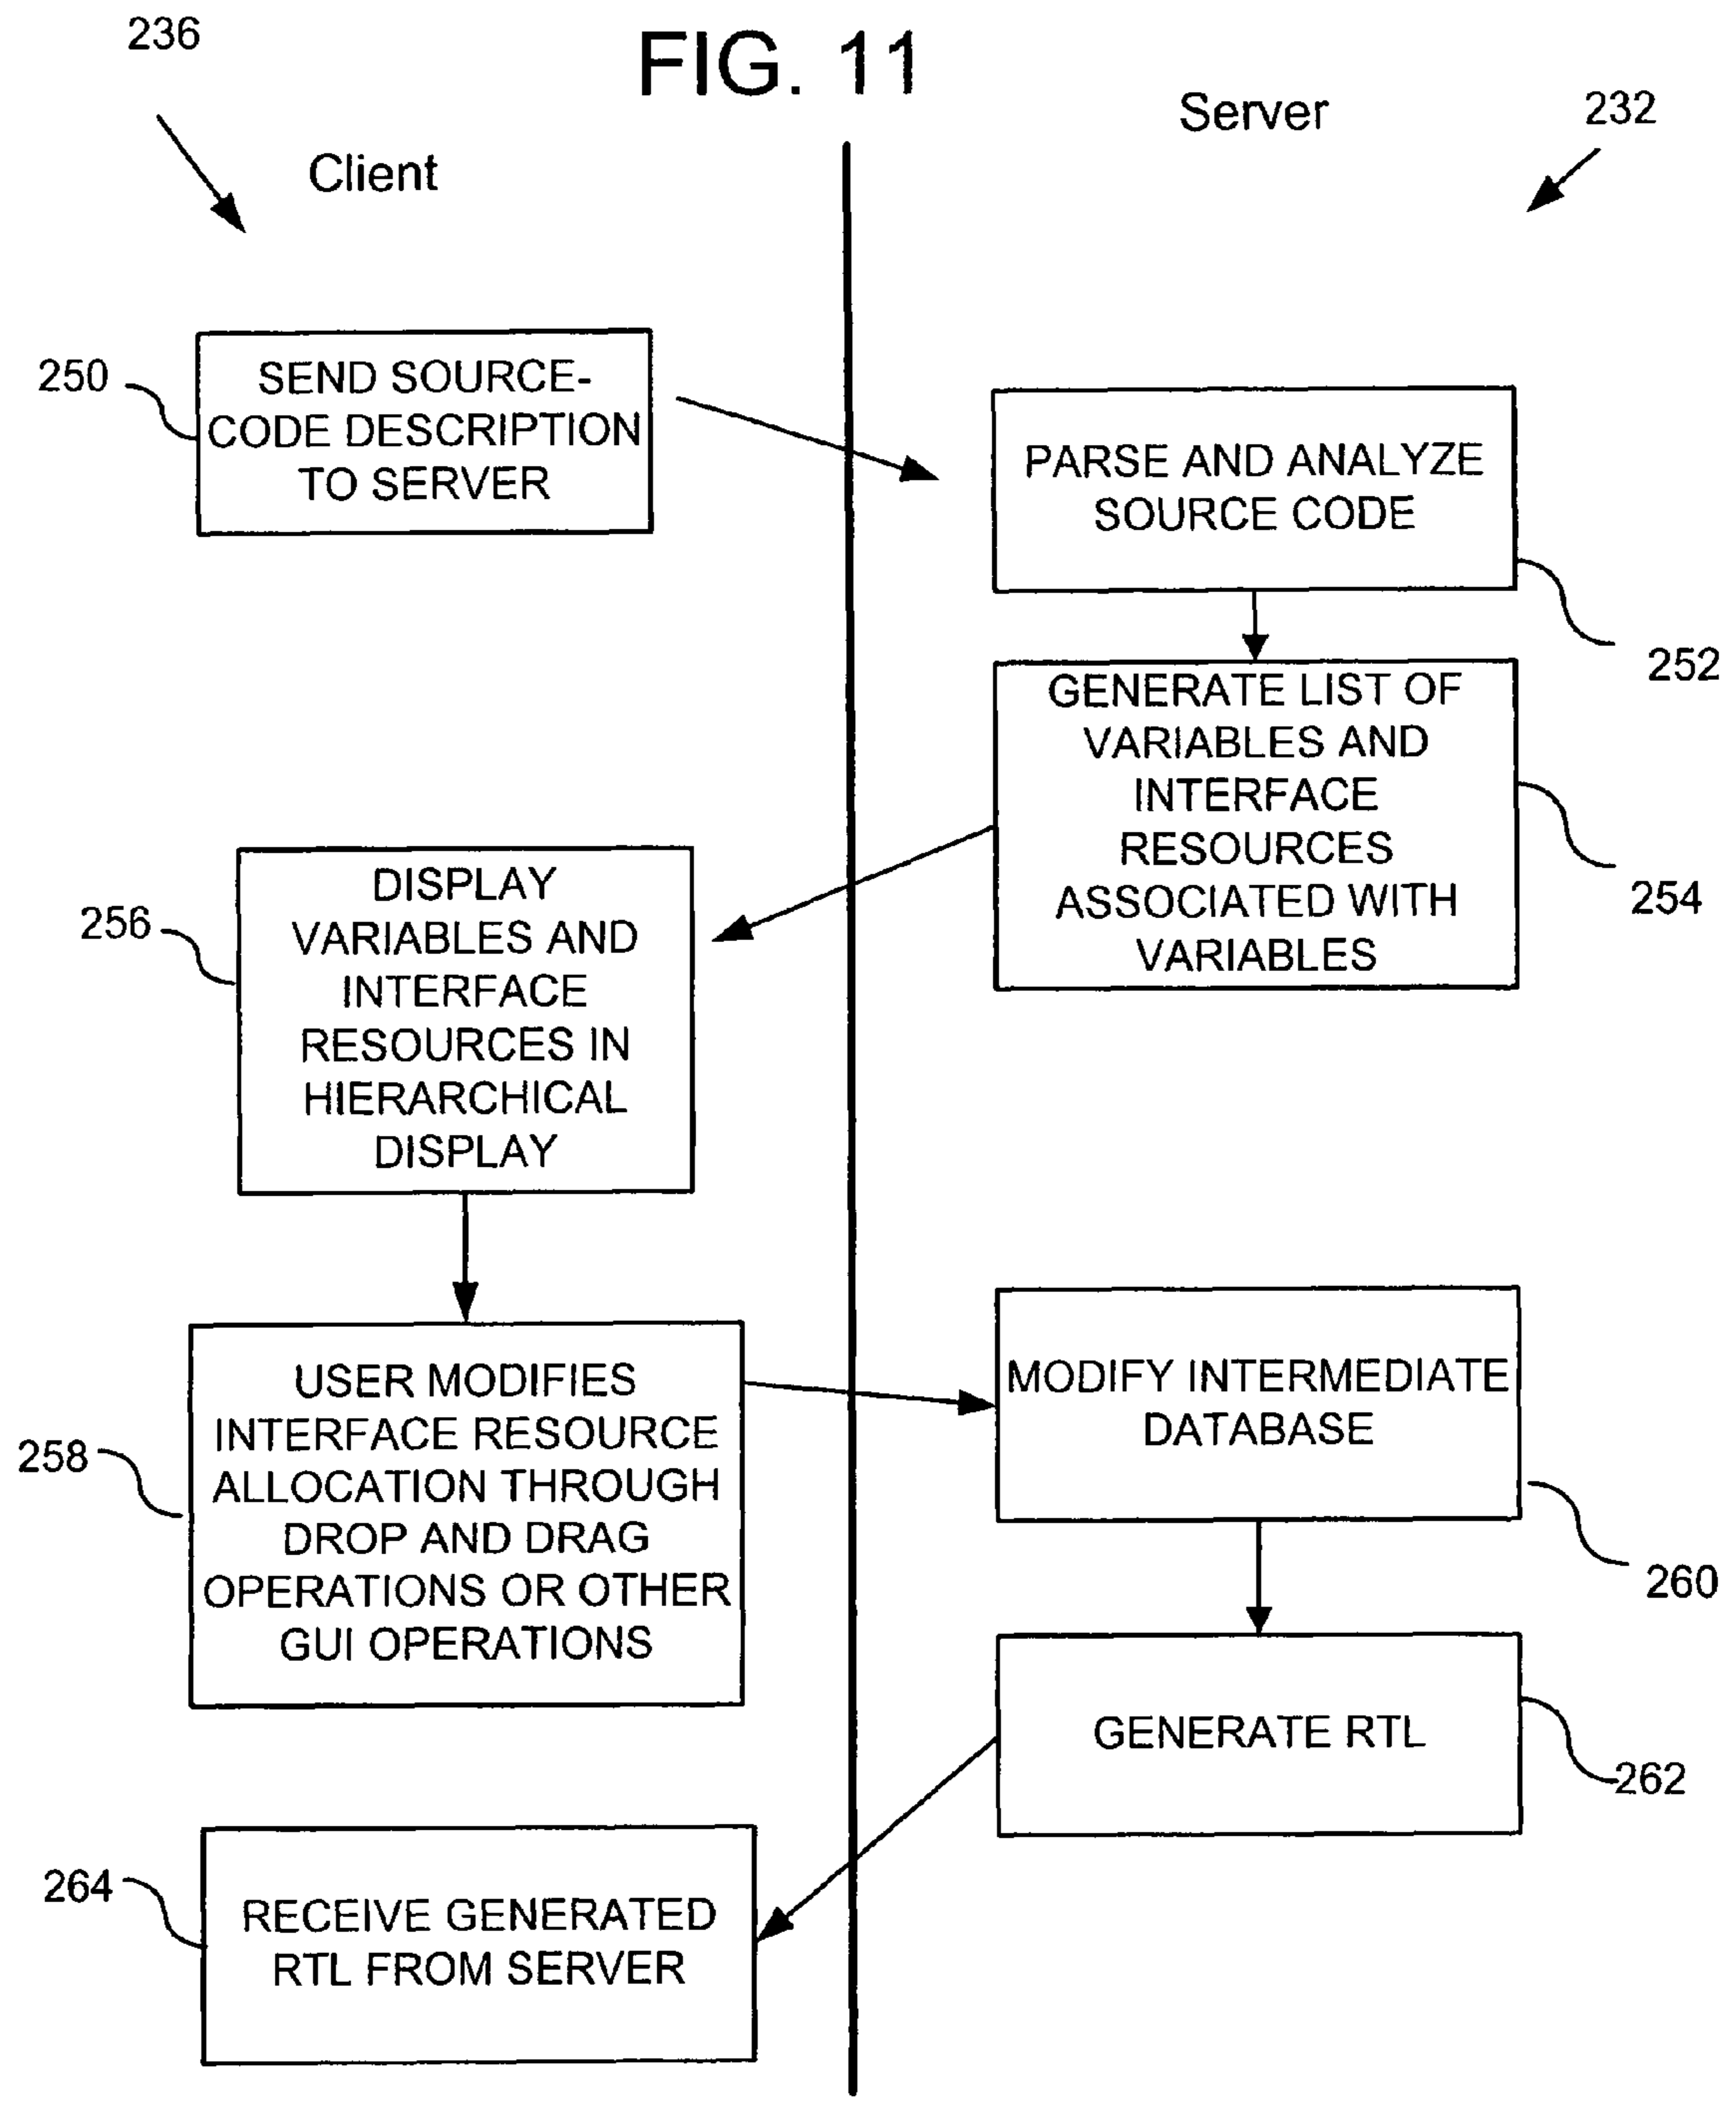 236
FIG. 11
Server
232
Client
250
SEND SOURCE-
CODE DESCRIPTION
TO SERVER
PARSE AND ANALYZE
SOURCE CODE
252
GENERATE LIST OF
VARIABLES AND
INTERFACE
RESOURCES
ASSOCIATED WITH
VARIABLES
254
256
DISPLAY
VARIABLES AND
INTERFACE
RESOURCES IN
HIERARCHICAL
DISPLAY
258
USER MODIFIES
INTERFACE RESOURCE
ALLOCATION THROUGH
DROP AND DRAG
OPERATIONS OR OTHER
GUI OPERATIONS
MODIFY INTERMEDIATE
DATABASE
260
GENERATE RTL
262
264
RECEIVE GENERATED
RTL FROM SERVER